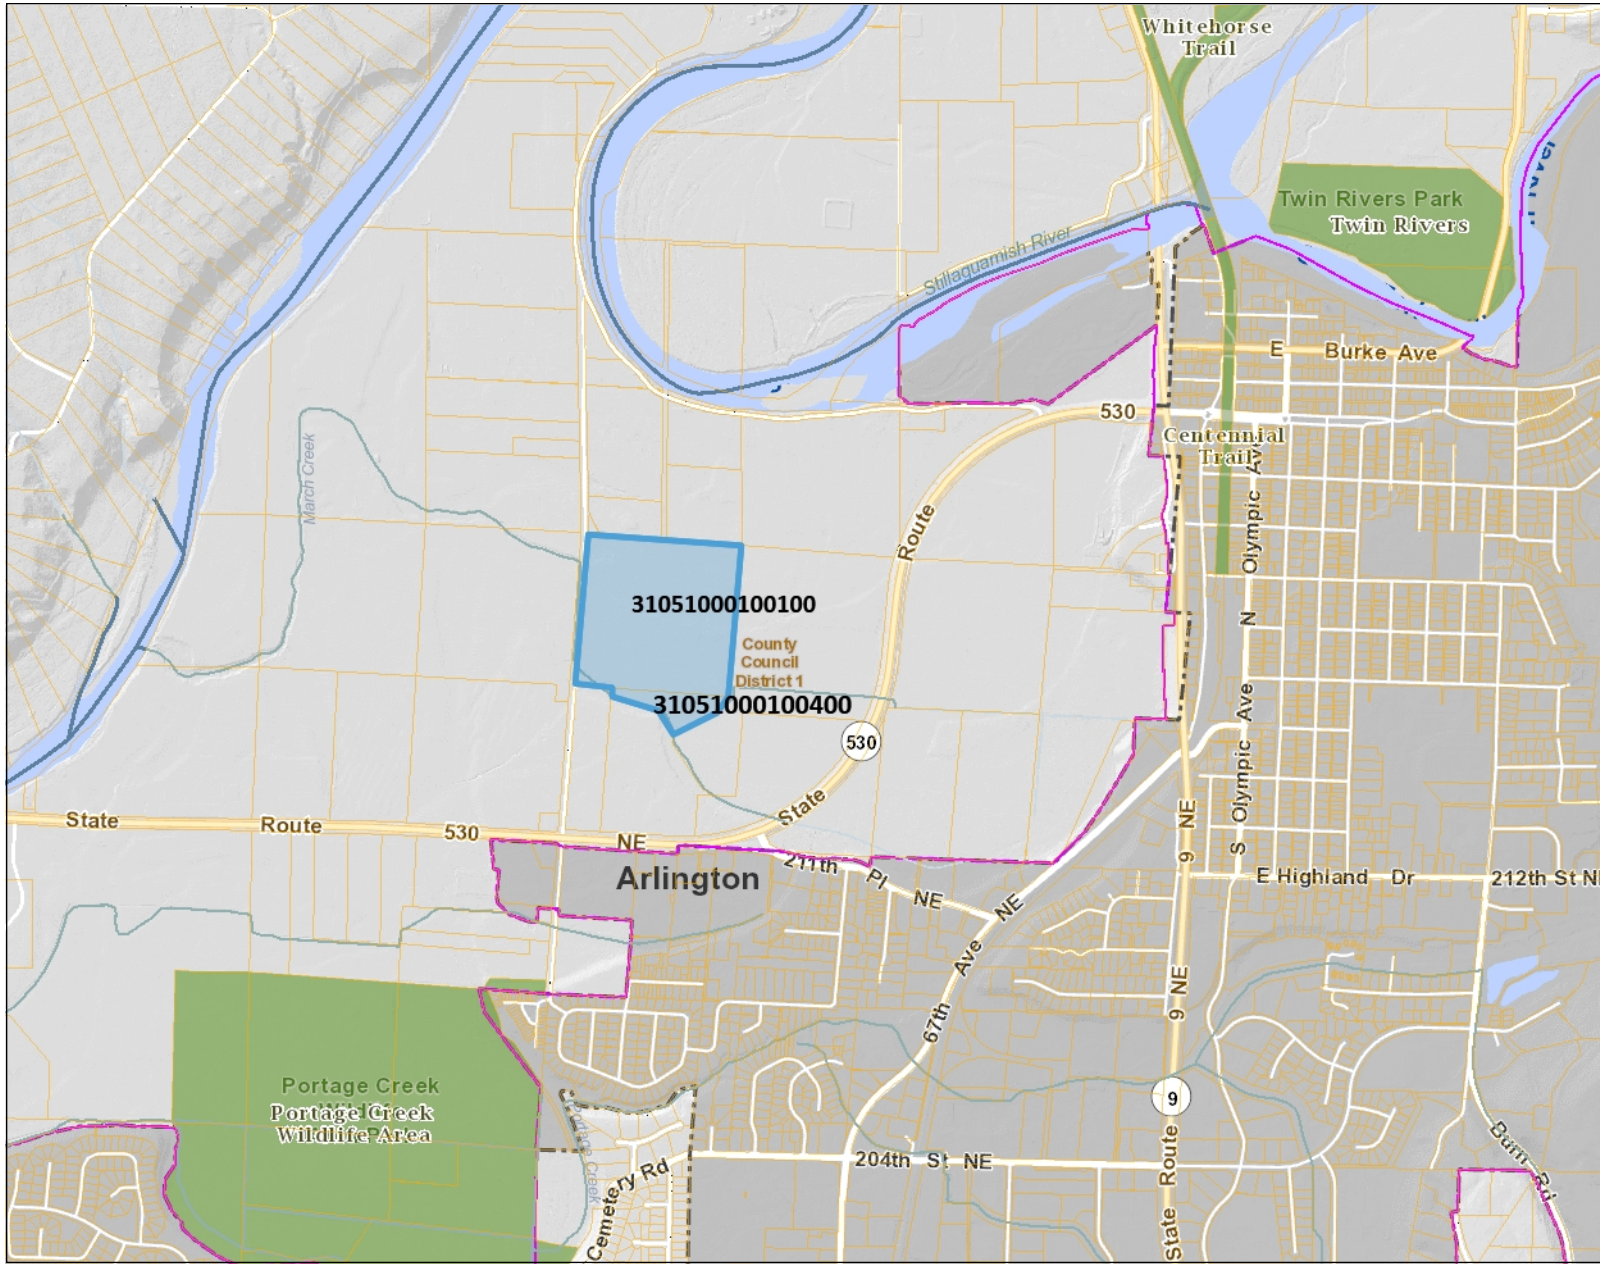 Whitehorse
Trail
Twin Rivers Park
Twin Rivers
Stillaguamish River
E Burke Ave
530
Centennial
Trail
N Olympic Ave
March Creek
Route
31051000100100
County
Council
District 1
31051000100400
530
State
State Route 530 NE
S Olympic Ave
9 NE
Arlington
211th Pl NE
E Highland Dr
212th St NE
67th Ave NE
9 NE
Portage Creek
Portage Creek
Wildlife Area
Portage Creek
9
204th St NE
Cemetery Rd
State Route
Burn Rd